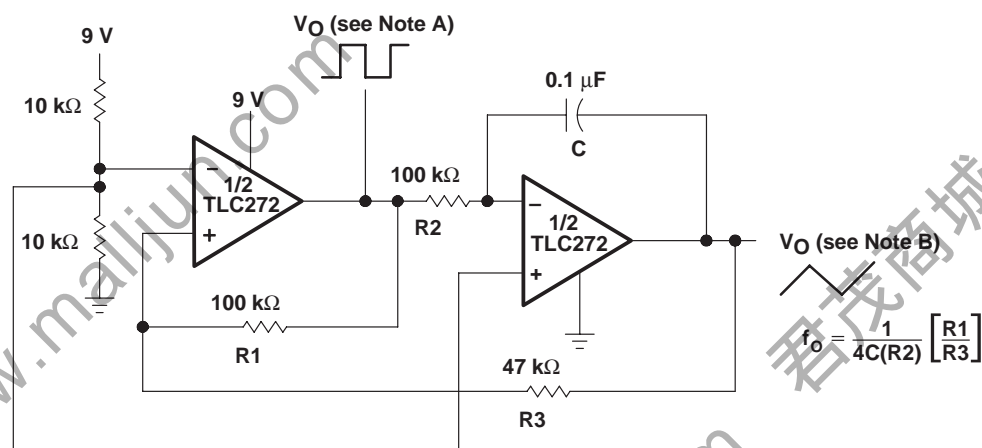 VO (see Note A)
9 V
10 kΩ
9 V
0.1 µF
C
−
1/2
TLC272
+
100 kΩ
R2
−
1/2
TLC272
+
10 kΩ
VO (see Note B)
100 kΩ
R1
fO = 1/4C(R2) [R1/R3]
47 kΩ
R3
w.malljun.com
君茂商城